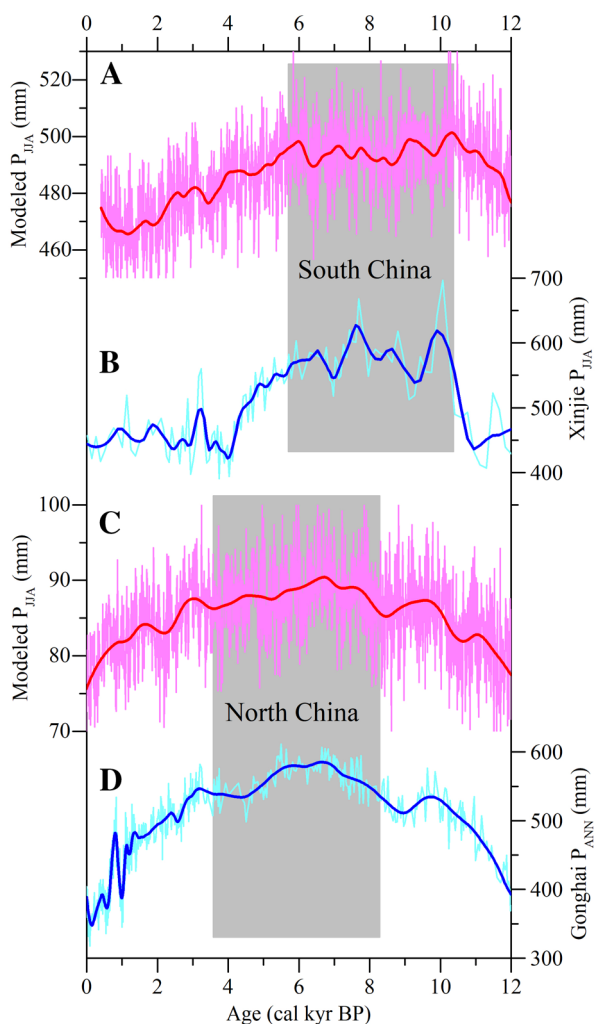 0 2 4 6 8 10 12
A
520
500
480
460
Modeled P_JJA (mm)
South China
700
600
500
400
Xinjie P_JJA (mm)
B
C
100
90
80
70
Modeled P_JJA (mm)
North China
D
600
500
400
300
Gonghai P_ANN (mm)
0 2 4 6 8 10 12
Age (cal kyr BP)